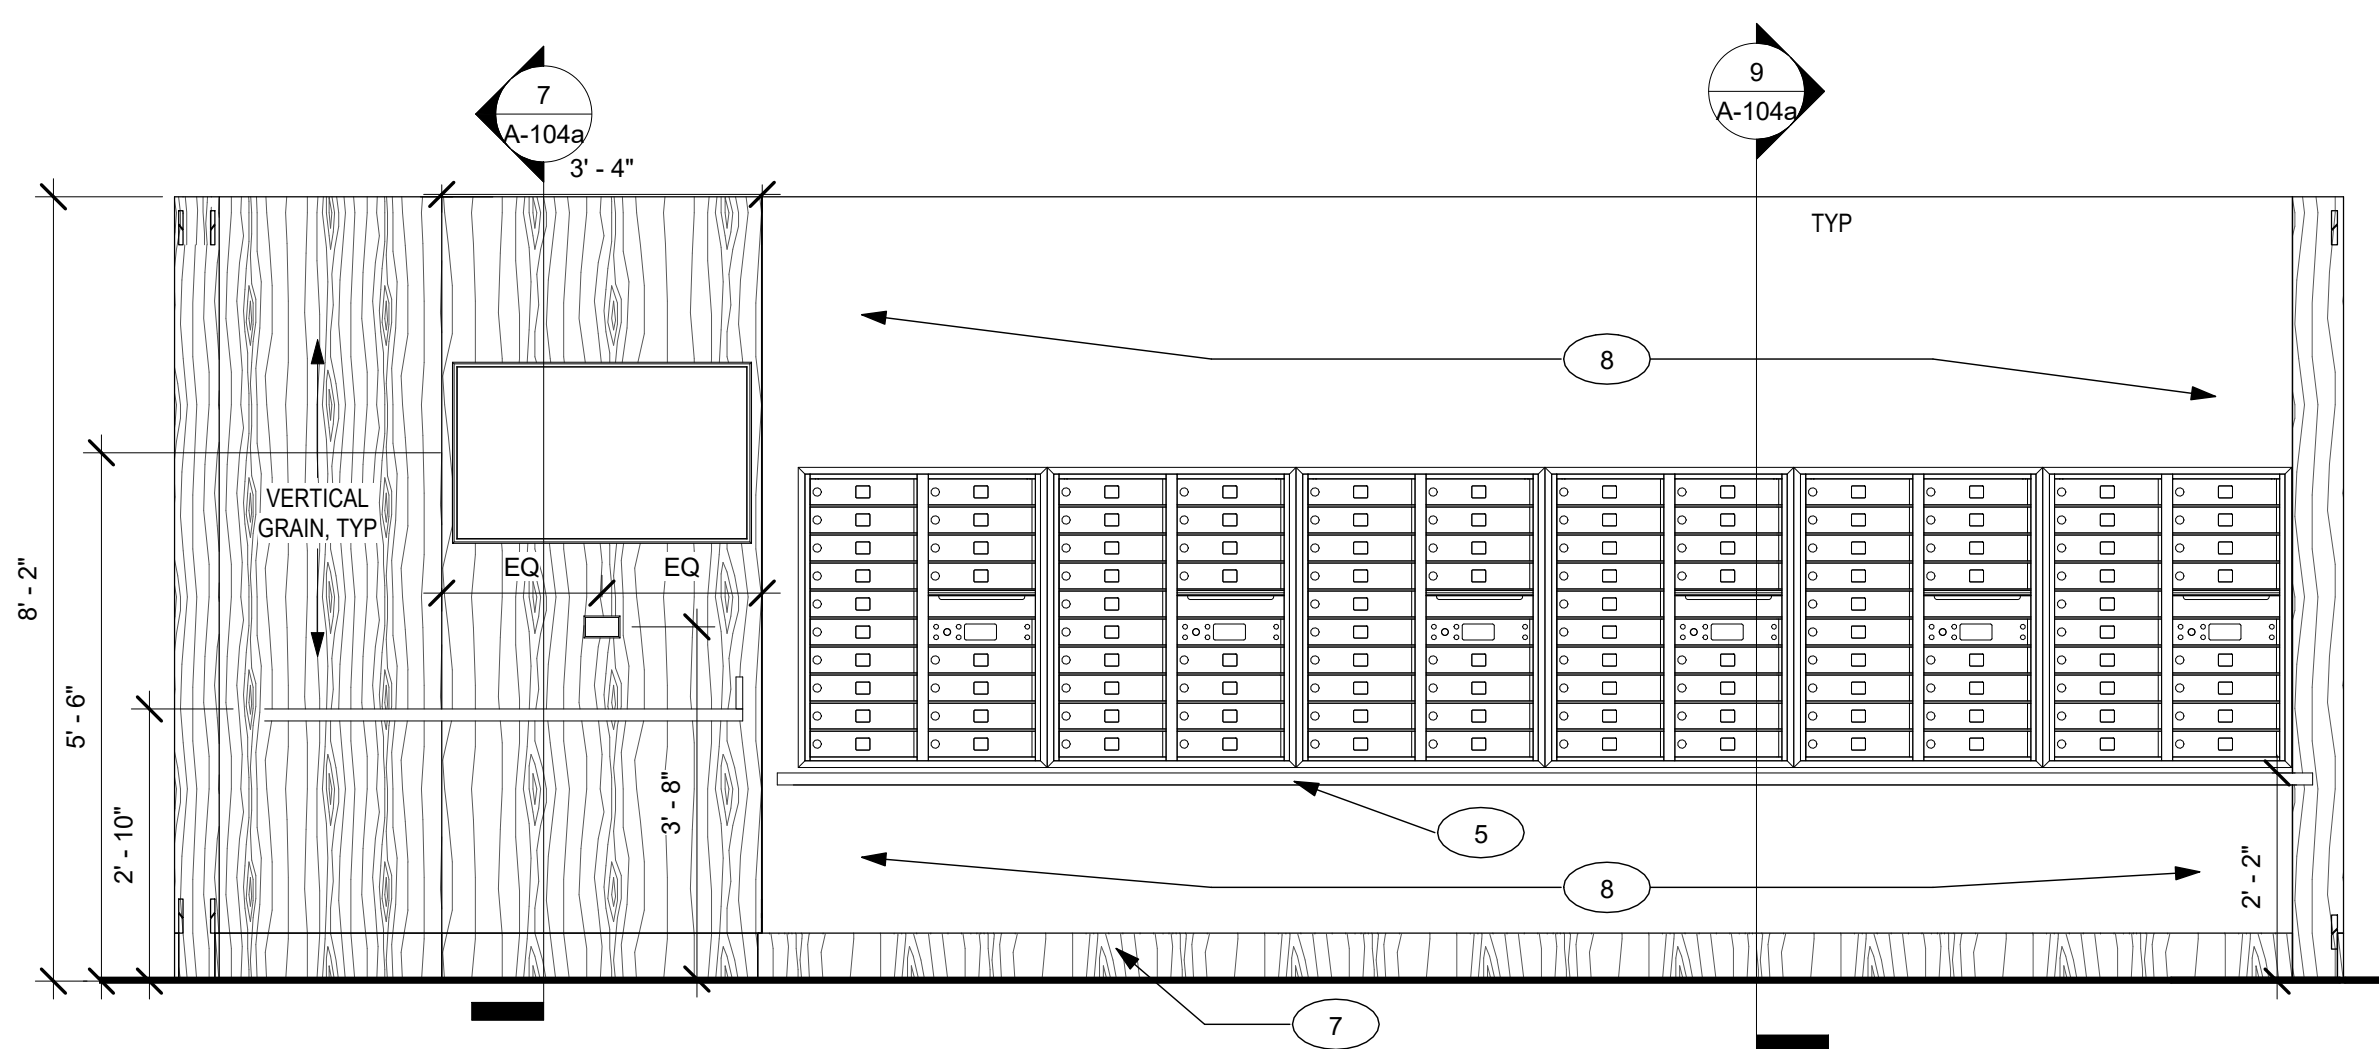 7
A-104a
9
A-104a
3' - 4"
TYP
8
VERTICAL
GRAIN, TYP
EQ
EQ
8' - 2"
5' - 6"
2' - 10"
3' - 8"
5
8
2' - 2"
7